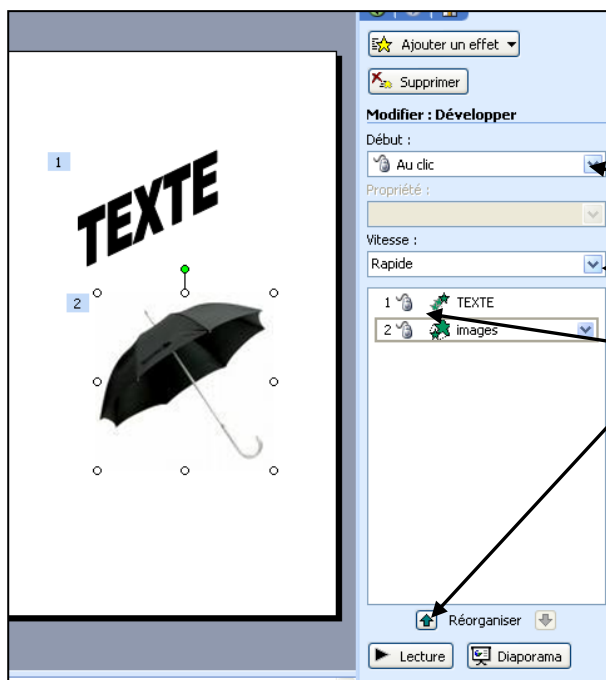 Ajouter un effet
Supprimer
Modifier : Développer
Début :
Au clic
Propriété :
Vitesse :
Rapide
1 TEXTE
2 images
Réorganiser
Lecture Diaporama
1
TEXTE
2